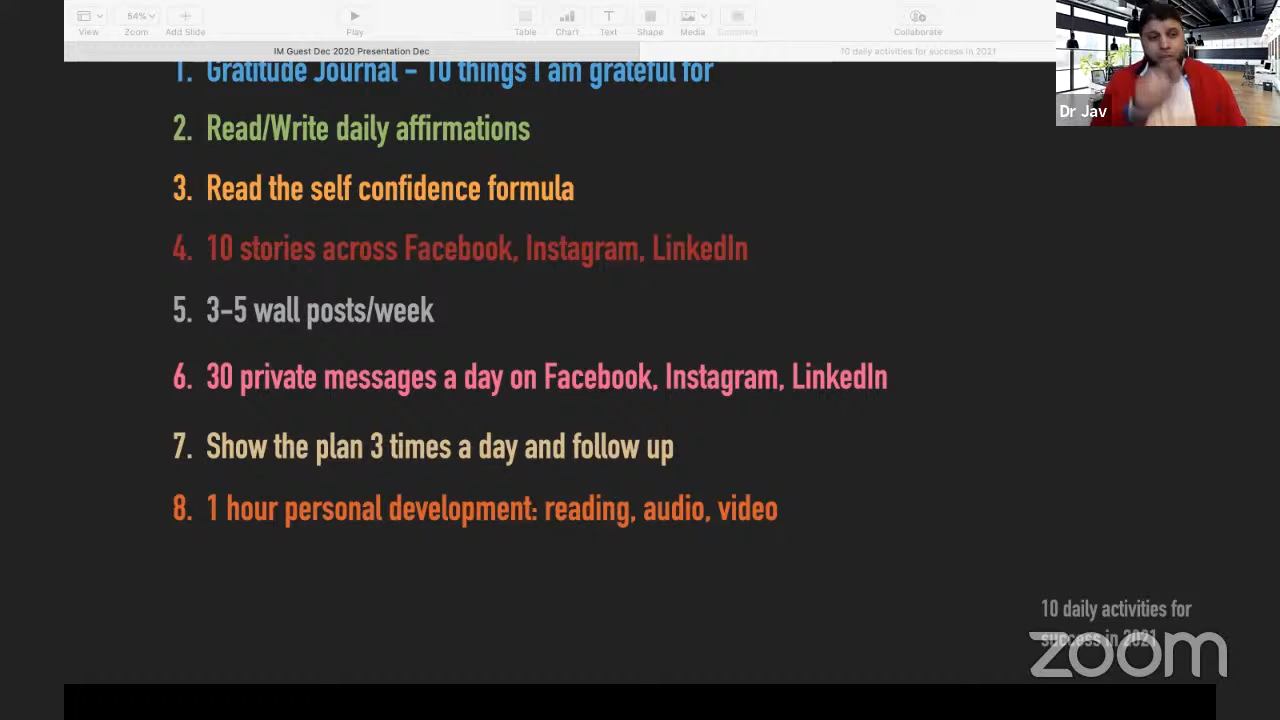 View
54%
Zoom
Add Slide
Play
Table
Chart
Text
Shape
Media
Comment
Collaborate
IM Guest Dec 2020 Presentation Dec
10 daily activities for success in 2021
Dr Jav
1. Gratitude Journal - 10 things I am grateful for
2. Read/Write daily affirmations
3. Read the self confidence formula
4. 10 stories across Facebook, Instagram, LinkedIn
5. 3-5 wall posts/week
6. 30 private messages a day on Facebook, Instagram, LinkedIn
7. Show the plan 3 times a day and follow up
8. 1 hour personal development: reading, audio, video
10 daily activities for
success in 2021
zoom